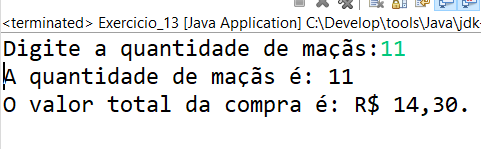 <terminated> Exercicio_13 [Java Application] C:\Develop\tools\Java\jdk
Digite a quantidade de maçãs:11
A quantidade de maçãs é: 11
O valor total da compra é: R$ 14,30.